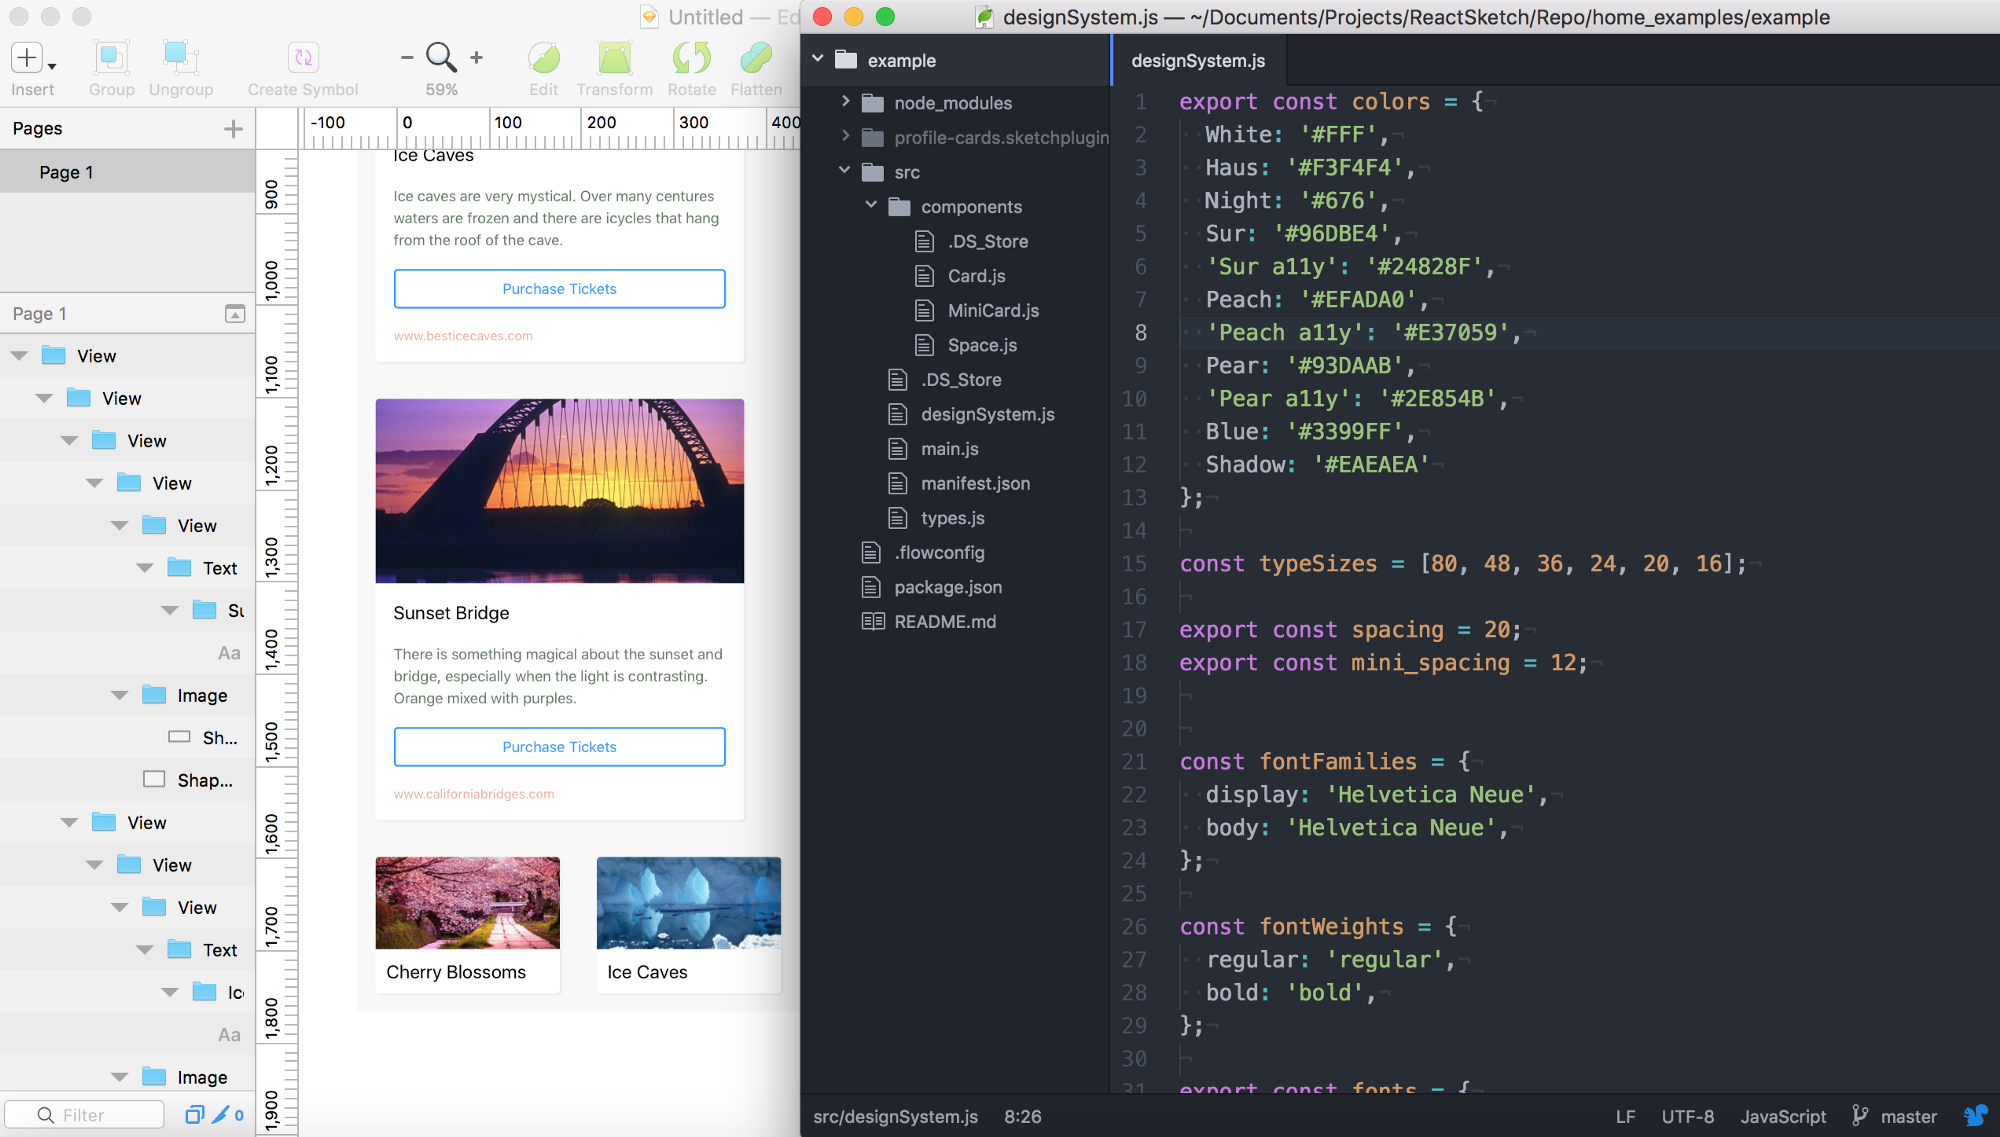 Untitled — Ed
Insert
Group
Ungroup
Create Symbol
59%
Edit
Transform
Rotate
Flatten
Pages
Page 1
Page 1
View
View
View
View
View
Text
Su
Aa
Image
Sh...
Shap...
View
View
View
Text
Ice
Aa
Image
Filter
0
-100
0
100
200
300
400
900
1,000
1,100
1,200
1,300
1,400
1,500
1,600
1,700
1,800
1,900
Ice Caves
Ice caves are very mystical. Over many centures
waters are frozen and there are icycles that hang
from the roof of the cave.
Purchase Tickets
www.besticecaves.com
Sunset Bridge
There is something magical about the sunset and
bridge, especially when the light is contrasting.
Orange mixed with purples.
Purchase Tickets
www.californiabridges.com
Cherry Blossoms
Ice Caves
designSystem.js — ~/Documents/Projects/ReactSketch/Repo/home_examples/example
example
node_modules
profile-cards.sketchplugin
src
components
.DS_Store
Card.js
MiniCard.js
Space.js
.DS_Store
designSystem.js
main.js
manifest.json
types.js
.flowconfig
package.json
README.md
designSystem.js
1 export const colors = {
2 White: '#FFF',
3 Haus: '#F3F4F4',
4 Night: '#676',
5 Sur: '#96DBE4',
6 'Sur a11y': '#24828F',
7 Peach: '#EFADA0',
8 'Peach a11y': '#E37059',
9 Pear: '#93DAAB',
10 'Pear a11y': '#2E854B',
11 Blue: '#3399FF',
12 Shadow: '#EAEAEA'
13 };
14
15 const typeSizes = [80, 48, 36, 24, 20, 16];
16
17 export const spacing = 20;
18 export const mini_spacing = 12;
19
20
21 const fontFamilies = {
22 display: 'Helvetica Neue',
23 body: 'Helvetica Neue',
24 };
25
26 const fontWeights = {
27 regular: 'regular',
28 bold: 'bold',
29 };
30
31 export const fonts = {
src/designSystem.js 8:26
LF UTF-8 JavaScript master